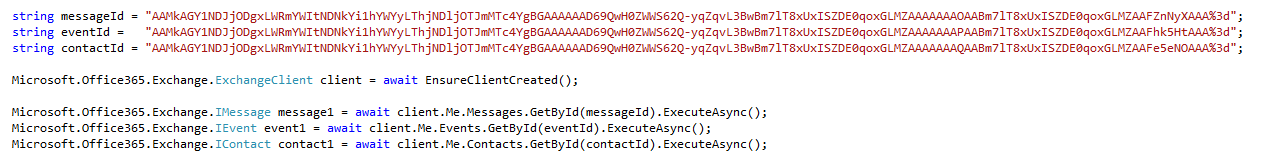 string messageId = "AAMkAGY1NDJjODgxLWRmYWItNDNkYi1hYWYyLThjNDljOTJmMTc4YgBGAAAAAAD69QwH0ZWWS62Q-yqZqvL3BwBm7lT8xUxISZDE0qoxGLMZAAAAAAAOAABm7lT8xUxISZDE0qoxGLMZAAFZnNyXAAA%3d";
string eventId =   "AAMkAGY1NDJjODgxLWRmYWItNDNkYi1hYWYyLThjNDljOTJmMTc4YgBGAAAAAAD69QwH0ZWWS62Q-yqZqvL3BwBm7lT8xUxISZDE0qoxGLMZAAAAAAAPAABm7lT8xUxISZDE0qoxGLMZAAFhk5HtAAA%3d";
string contactId = "AAMkAGY1NDJjODgxLWRmYWItNDNkYi1hYWYyLThjNDljOTJmMTc4YgBGAAAAAAD69QwH0ZWWS62Q-yqZqvL3BwBm7lT8xUxISZDE0qoxGLMZAAAAAAAQAABm7lT8xUxISZDE0qoxGLMZAAFe5eNOAAA%3d";
Microsoft.Office365.Exchange.ExchangeClient client = await EnsureClientCreated();
Microsoft.Office365.Exchange.IMessage message1 = await client.Me.Messages.GetById(messageId).ExecuteAsync();
Microsoft.Office365.Exchange.IEvent event1 = await client.Me.Events.GetById(eventId).ExecuteAsync();
Microsoft.Office365.Exchange.IContact contact1 = await client.Me.Contacts.GetById(contactId).ExecuteAsync();